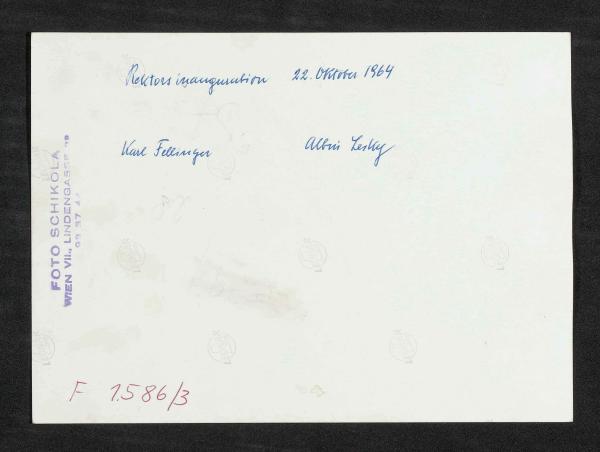 Rektorsinauguration 22. Oktober 1964
Karl Fellinger Albin Lesky
FOTO SCHIKOLA
WIEN VII., LINDENGASSE
F 1586/3